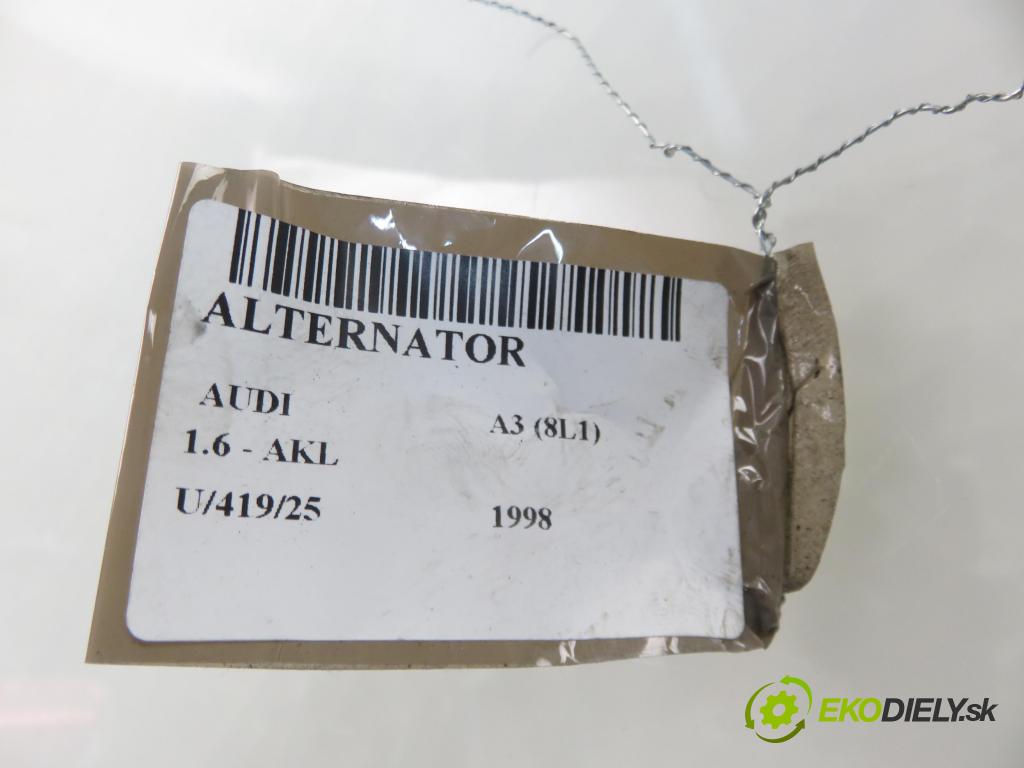 ALTERNATOR
AUDI
A3 (8L1)
1.6 - AKL
U/419/25
1998
EKODIELY.sk